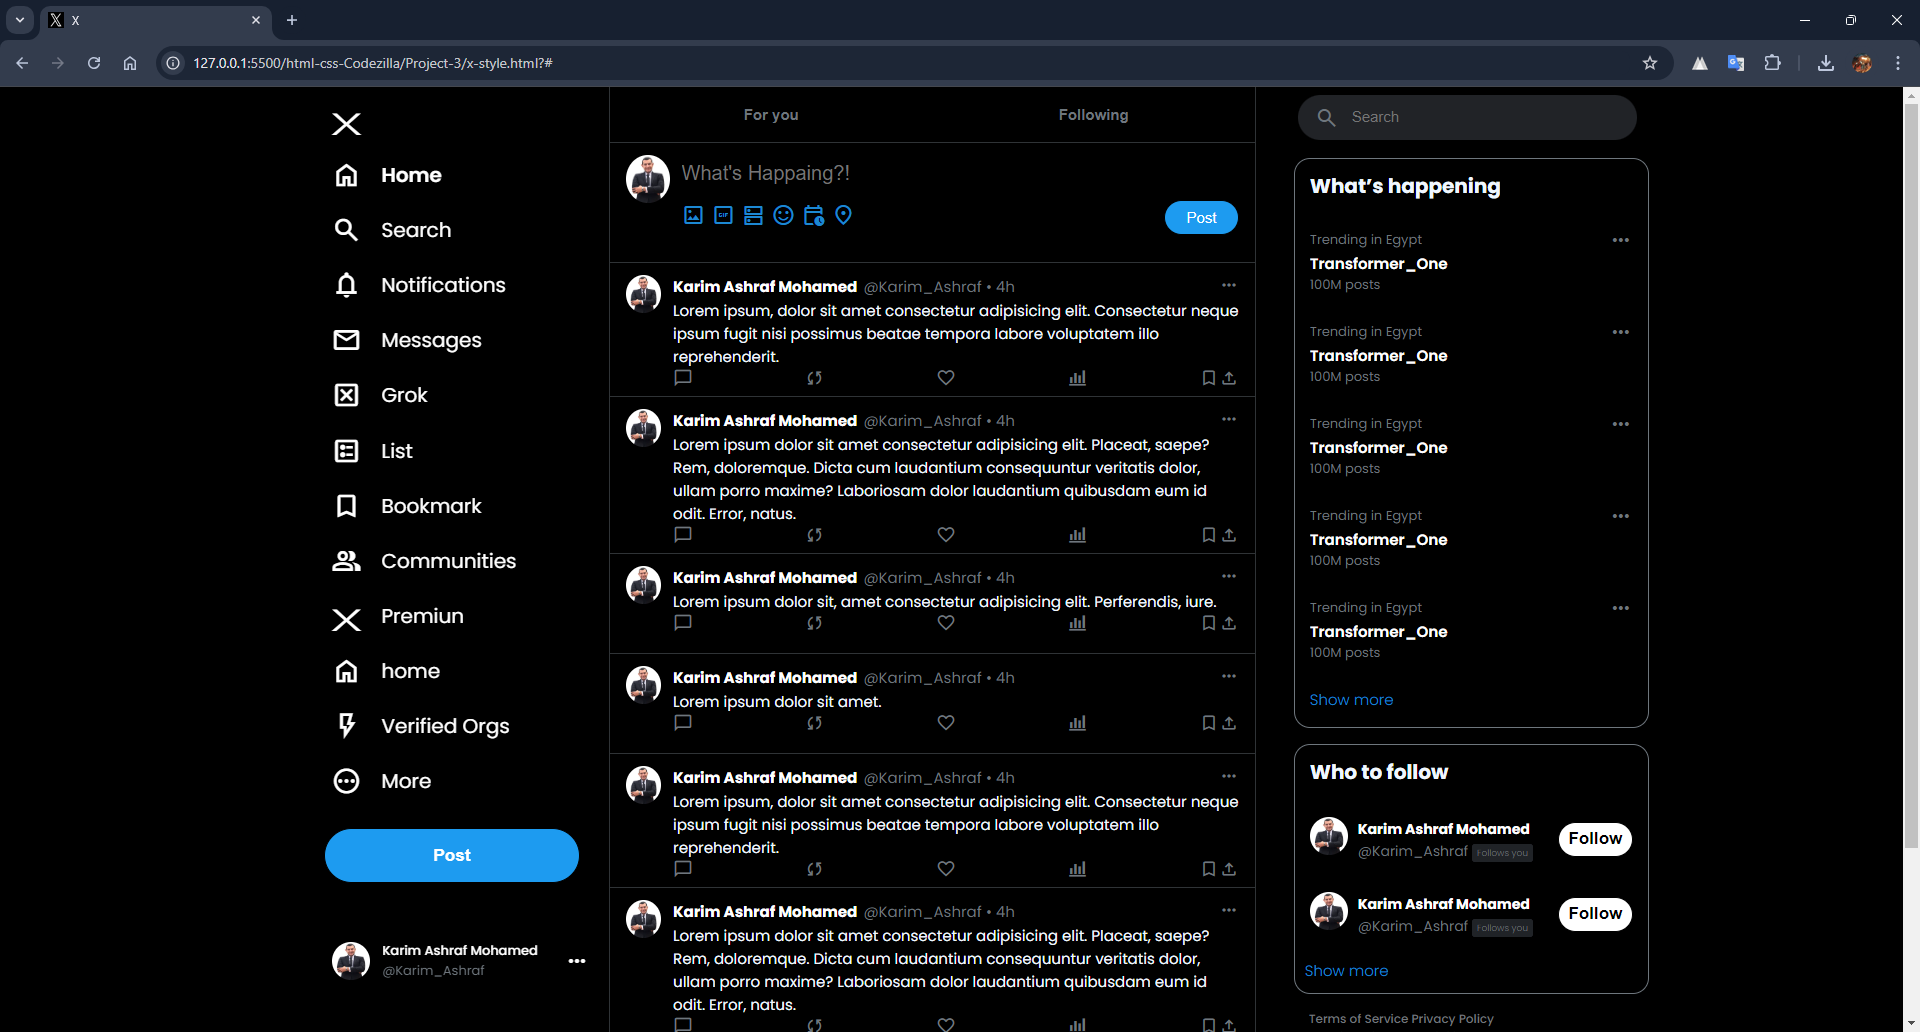 X
127.0.0.1:5500/html-css-Codezilla/Project-3/x-style.html?#
Home
Search
Notifications
Messages
Grok
List
Bookmark
Communities
Premiun
home
Verified Orgs
More
Post
Karim Ashraf Mohamed
@Karim_Ashraf
For you
Following
What's Happaing?!
GIF
Post
Karim Ashraf Mohamed @Karim_Ashraf • 4h
Lorem ipsum, dolor sit amet consectetur adipisicing elit. Consectetur neque
ipsum fugit nisi possimus beatae tempora labore voluptatem illo
reprehenderit.
Karim Ashraf Mohamed @Karim_Ashraf • 4h
Lorem ipsum dolor sit amet consectetur adipisicing elit. Placeat, saepe?
Rem, doloremque. Dicta cum laudantium consequuntur veritatis dolor,
ullam porro maxime? Laboriosam dolor laudantium quibusdam eum id
odit. Error, natus.
Karim Ashraf Mohamed @Karim_Ashraf • 4h
Lorem ipsum dolor sit, amet consectetur adipisicing elit. Perferendis, iure.
Karim Ashraf Mohamed @Karim_Ashraf • 4h
Lorem ipsum dolor sit amet.
Karim Ashraf Mohamed @Karim_Ashraf • 4h
Lorem ipsum, dolor sit amet consectetur adipisicing elit. Consectetur neque
ipsum fugit nisi possimus beatae tempora labore voluptatem illo
reprehenderit.
Karim Ashraf Mohamed @Karim_Ashraf • 4h
Lorem ipsum dolor sit amet consectetur adipisicing elit. Placeat, saepe?
Rem, doloremque. Dicta cum laudantium consequuntur veritatis dolor,
ullam porro maxime? Laboriosam dolor laudantium quibusdam eum id
odit. Error, natus.
Search
What’s happening
Trending in Egypt
Transformer_One
100M posts
Trending in Egypt
Transformer_One
100M posts
Trending in Egypt
Transformer_One
100M posts
Trending in Egypt
Transformer_One
100M posts
Trending in Egypt
Transformer_One
100M posts
Show more
Who to follow
Karim Ashraf Mohamed
@Karim_Ashraf Follows you
Follow
Karim Ashraf Mohamed
@Karim_Ashraf Follows you
Follow
Show more
Terms of Service Privacy Policy